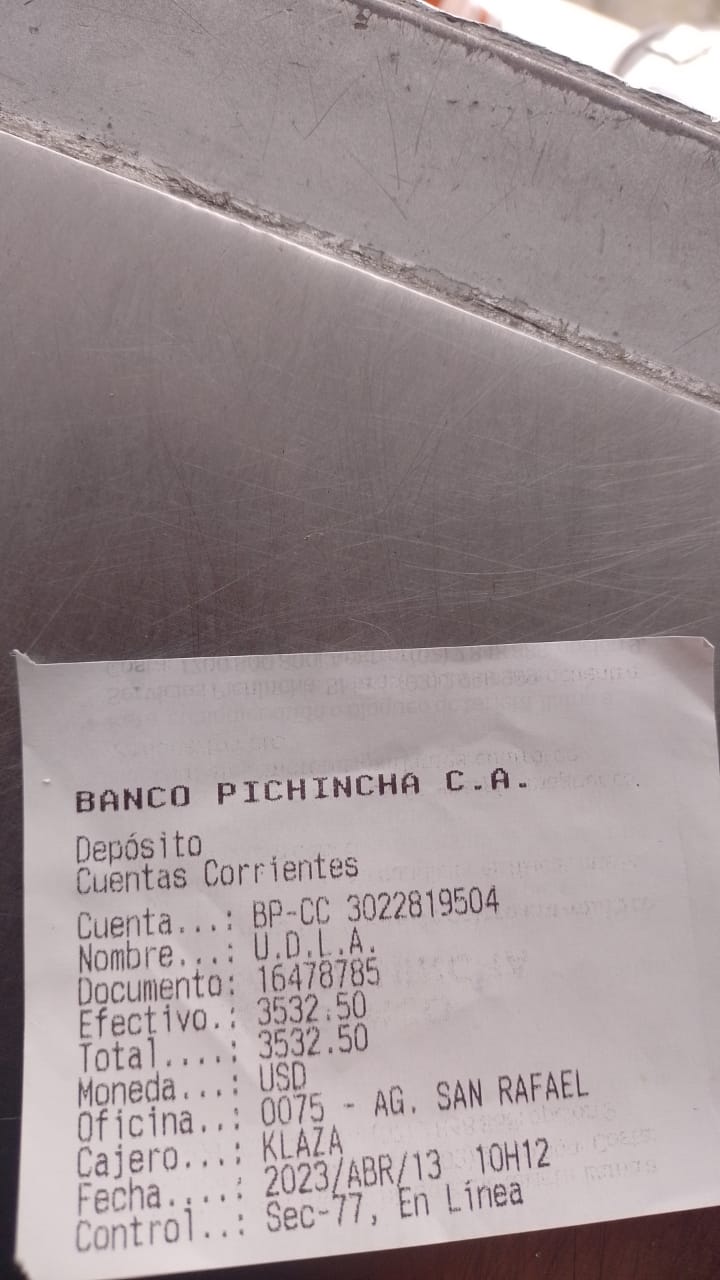 BANCO PICHINCHA C.A.
Depósito
Cuentas Corrientes
Cuenta...: BP-CC 3022819504
Nombre...: U.D.L.A.
Documento: 16478785
Efectivo.: 3532.50
Total....: 3532.50
Moneda...: USD
Oficina..: 0075 - AG. SAN RAFAEL
Cajero...: KLAZA
Fecha....: 2023/ABR/13 10H12
Control..: Sec-77, En Línea